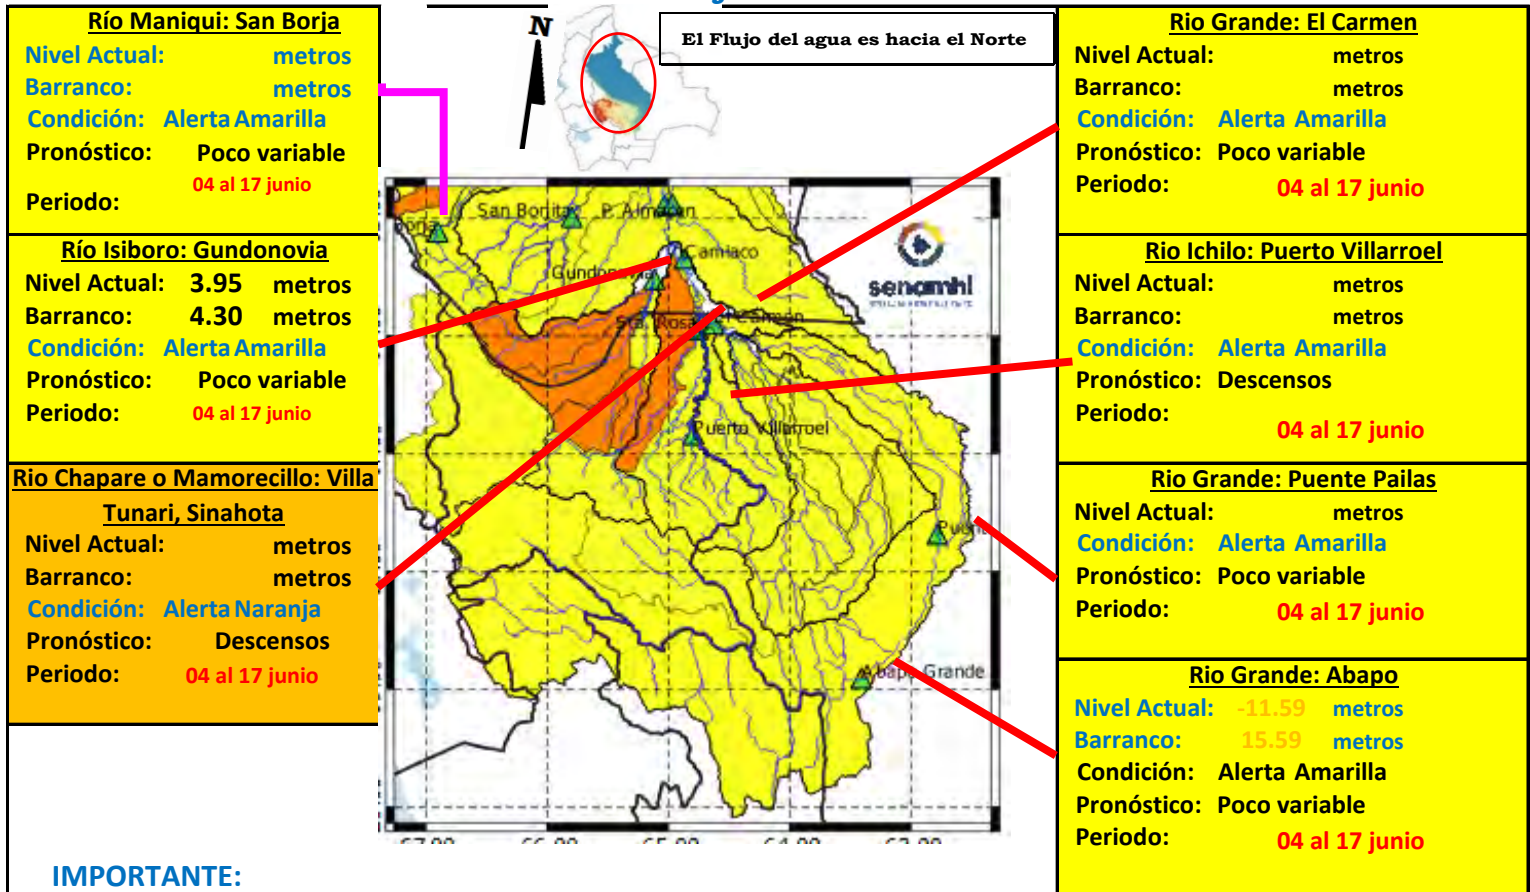 Río Maniqui: San Borja
Nivel Actual: metros
Barranco: metros
Condición: Alerta Amarilla
Pronóstico: Poco variable
04 al 17 junio
Periodo:
Río Isiboro: Gundonovia
Nivel Actual: 3.95 metros
Barranco: 4.30 metros
Condición: Alerta Amarilla
Pronóstico: Poco variable
Periodo: 04 al 17 junio
Rio Chapare o Mamorecillo: Villa
Tunari, Sinahota
Nivel Actual: metros
Barranco: metros
Condición: Alerta Naranja
Pronóstico: Descensos
Periodo: 04 al 17 junio
IMPORTANTE:
N
El Flujo del agua es hacia el Norte
San Bonita
P. Almacen
Camiaco
Gundonovia
senamhi
Sta. Rosa
El Carmen
Puerto Villarroel
Abapo Grande
Rio Grande: El Carmen
Nivel Actual: metros
Barranco: metros
Condición: Alerta Amarilla
Pronóstico: Poco variable
Periodo: 04 al 17 junio
Rio Ichilo: Puerto Villarroel
Nivel Actual: metros
Barranco: metros
Condición: Alerta Amarilla
Pronóstico: Descensos
Periodo:
04 al 17 junio
Rio Grande: Puente Pailas
Nivel Actual: metros
Condición: Alerta Amarilla
Pronóstico: Poco variable
Periodo: 04 al 17 junio
Rio Grande: Abapo
Nivel Actual: -11.59 metros
Barranco: 15.59 metros
Condición: Alerta Amarilla
Pronóstico: Poco variable
Periodo: 04 al 17 junio